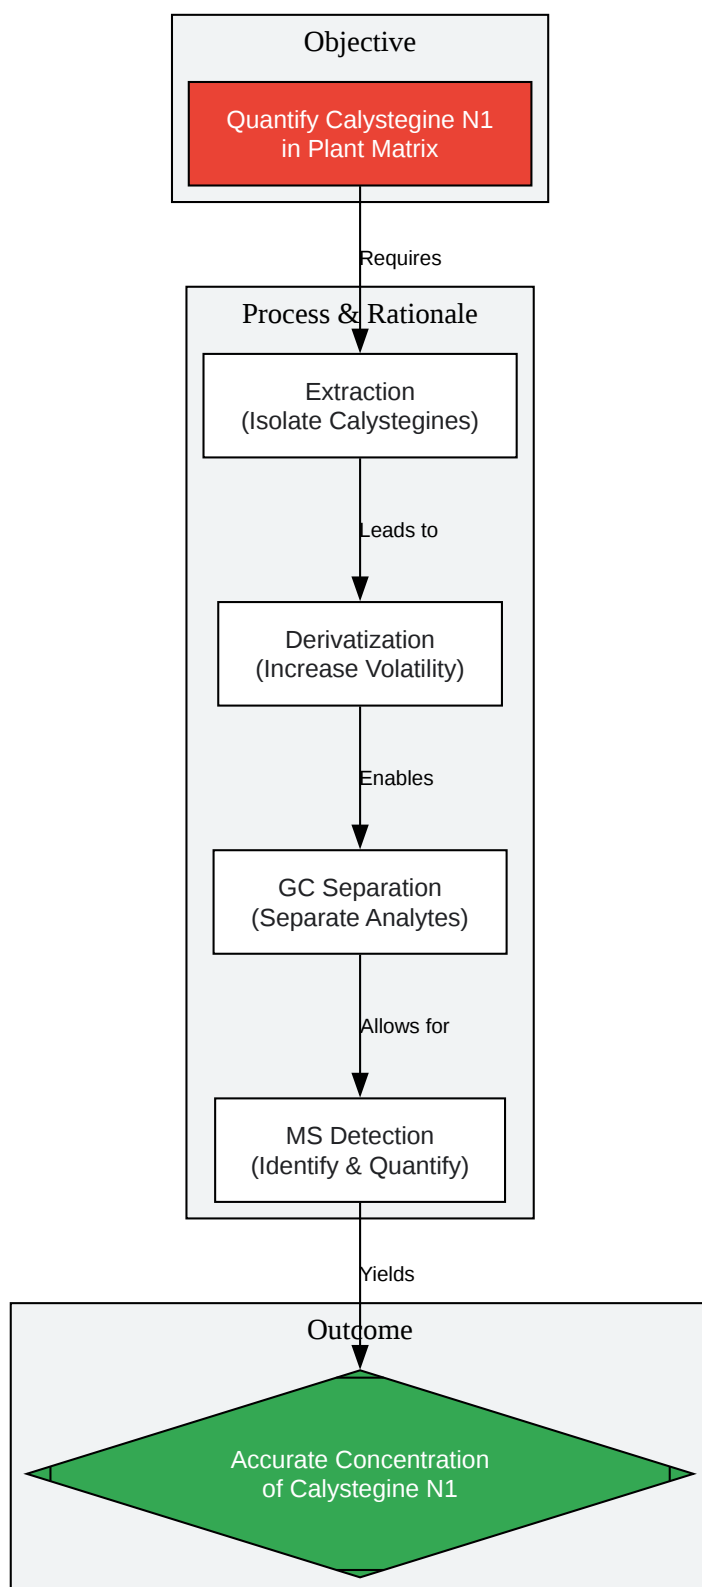 Objective
Quantify Calystegine N1
in Plant Matrix
Requires
Process & Rationale
Extraction
(Isolate Calystegines)
Leads to
Derivatization
(Increase Volatility)
Enables
GC Separation
(Separate Analytes)
Allows for
MS Detection
(Identify & Quantify)
Yields
Outcome
Accurate Concentration
of Calystegine N1